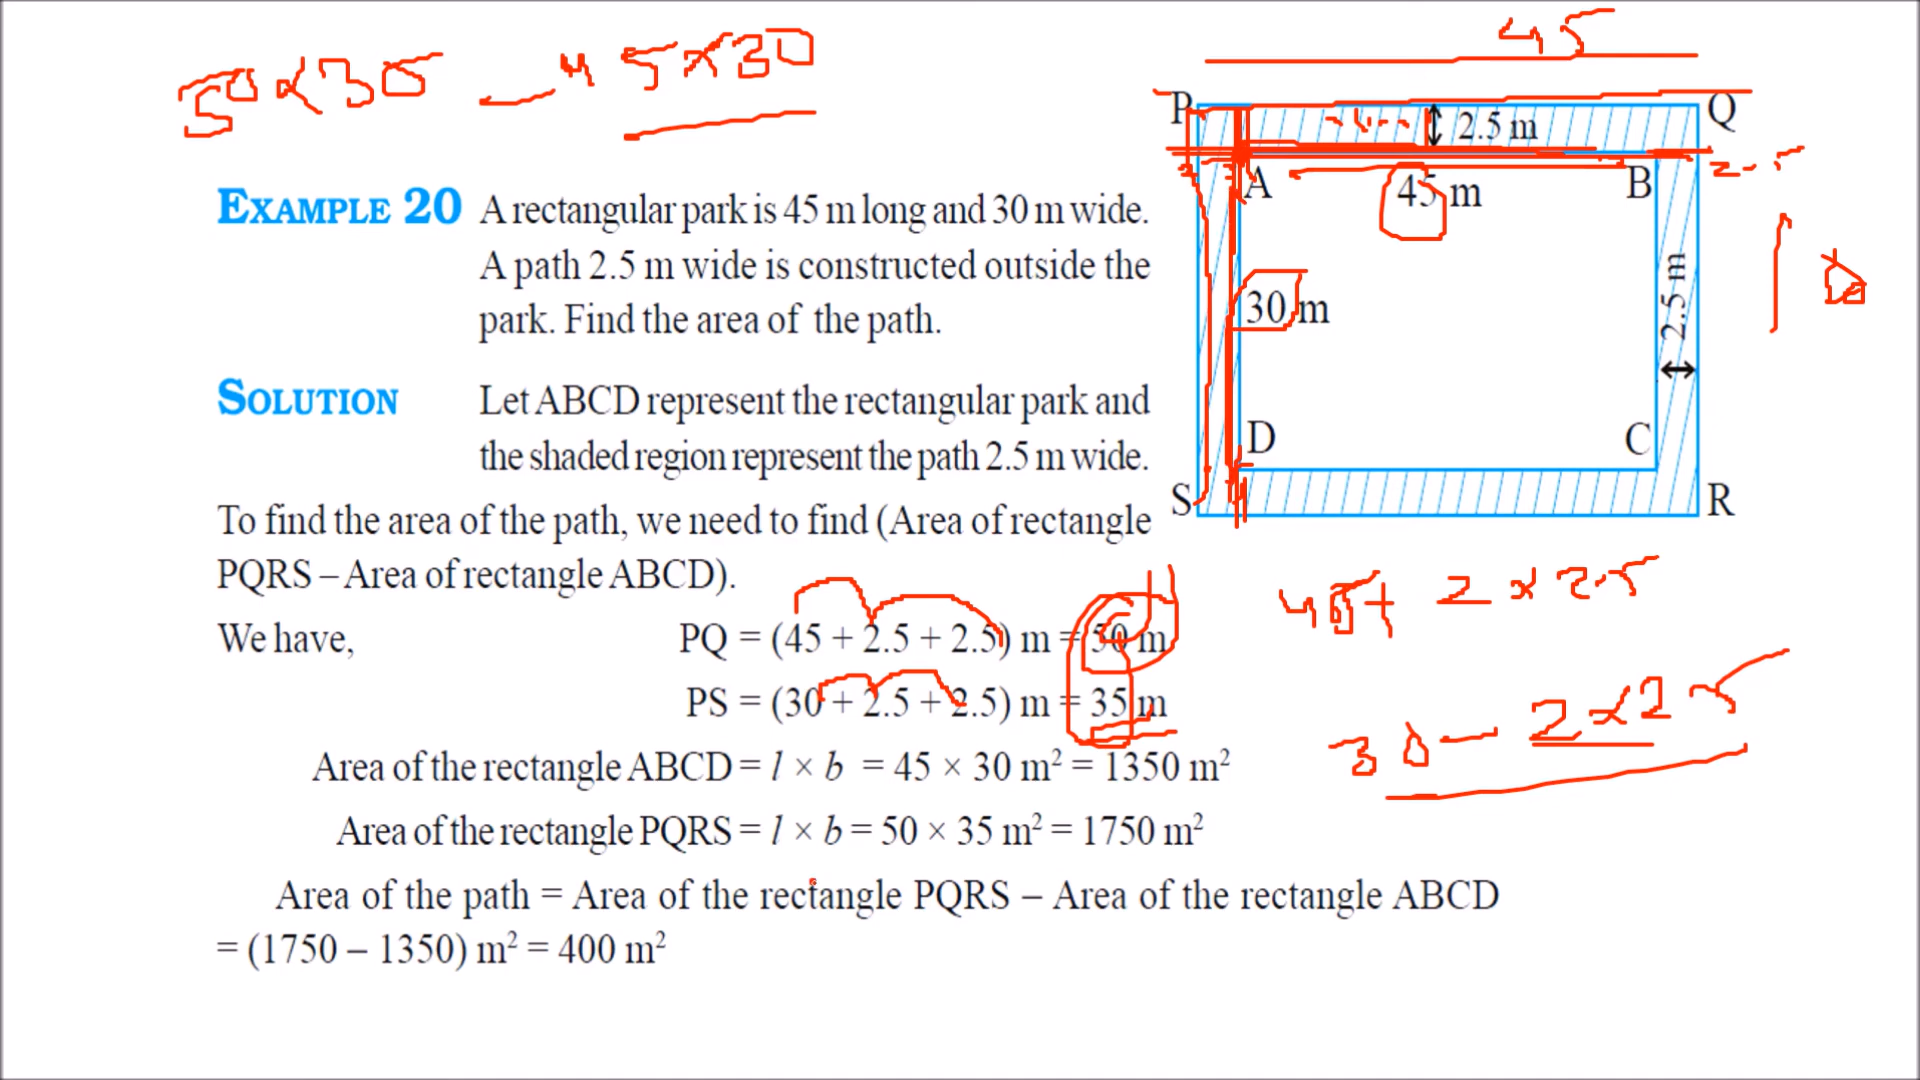 50 × 35 — 45 × 30
45
P Q
2.5 m
2.5
A B
45 m
EXAMPLE 20 A rectangular park is 45 m long and 30 m wide.
A path 2.5 m wide is constructed outside the
park. Find the area of the path.
30 m
2.5 m
b
SOLUTION Let ABCD represent the rectangular park and
the shaded region represent the path 2.5 m wide.
D C
S R
To find the area of the path, we need to find (Area of rectangle
PQRS – Area of rectangle ABCD).
45 + 2 × 2.5
We have, PQ = (45 + 2.5 + 2.5) m = 50 m
PS = (30 + 2.5 + 2.5) m = 35 m
30 — 2 × 2.5
Area of the rectangle ABCD = l × b = 45 × 30 m² = 1350 m²
Area of the rectangle PQRS = l × b = 50 × 35 m² = 1750 m²
Area of the path = Area of the rectangle PQRS – Area of the rectangle ABCD
= (1750 – 1350) m² = 400 m²